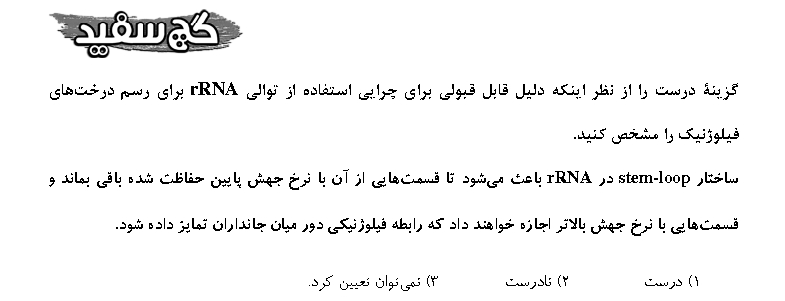 گچ سفید
گزینهٔ درست را از نظر اینکه دلیل قابل قبولی برای چرایی استفاده از توالی rRNA برای رسم درخت‌های
فیلوژنیک را مشخص کنید.
ساختار stem-loop در rRNA باعث می‌شود تا قسمت‌هایی از آن با نرخ جهش پایین حفاظت شده باقی بماند و
قسمت‌هایی با نرخ جهش بالاتر اجازه خواهند داد که رابطه فیلوژنیکی دور میان جانداران تمایز داده شود.
۱) درست ۲) نادرست ۳) نمی‌توان تعیین کرد.